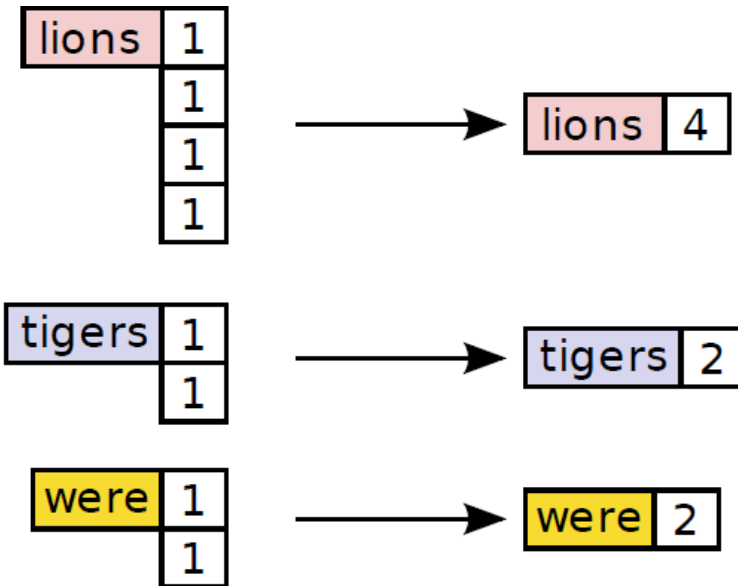 lions 1
1
1
1
lions 4
tigers 1
1
tigers 2
were 1
1
were 2